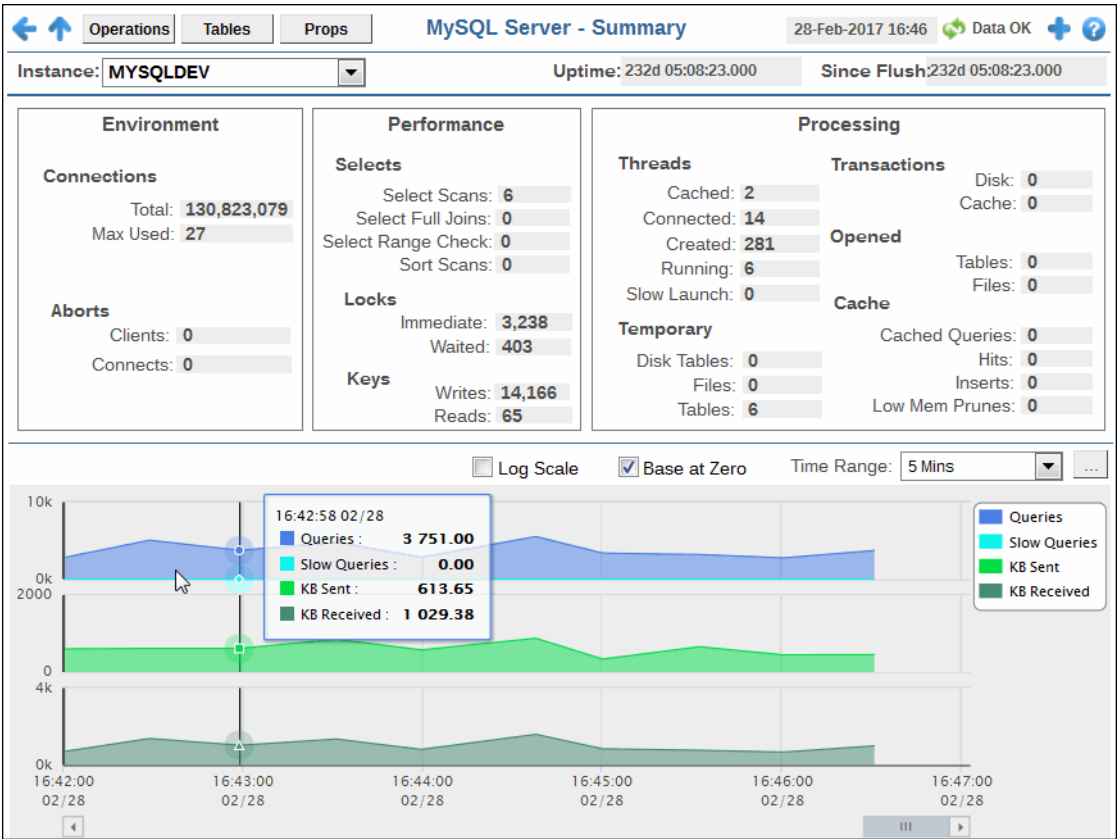 Operations Tables Props MySQL Server - Summary 28-Feb-2017 16:46 Data OK
Instance: MYSQLDEV Uptime: 232d 05:08:23.000 Since Flush: 232d 05:08:23.000
Environment
Connections
Total: 130,823,079
Max Used: 27
Aborts
Clients: 0
Connects: 0
Performance
Selects
Select Scans: 6
Select Full Joins: 0
Select Range Check: 0
Sort Scans: 0
Locks
Immediate: 3,238
Waited: 403
Keys
Writes: 14,166
Reads: 65
Processing
Threads
Cached: 2
Connected: 14
Created: 281
Running: 6
Slow Launch: 0
Temporary
Disk Tables: 0
Files: 0
Tables: 6
Transactions
Disk: 0
Cache: 0
Opened
Tables: 0
Files: 0
Cache
Cached Queries: 0
Hits: 0
Inserts: 0
Low Mem Prunes: 0
Log Scale Base at Zero Time Range: 5 Mins ...
10k
0k
2000
0
4k
0k
16:42:58 02/28
Queries : 3 751.00
Slow Queries : 0.00
KB Sent : 613.65
KB Received : 1 029.38
Queries
Slow Queries
KB Sent
KB Received
16:42:00 16:43:00 16:44:00 16:45:00 16:46:00 16:47:00
02/28 02/28 02/28 02/28 02/28 02/28